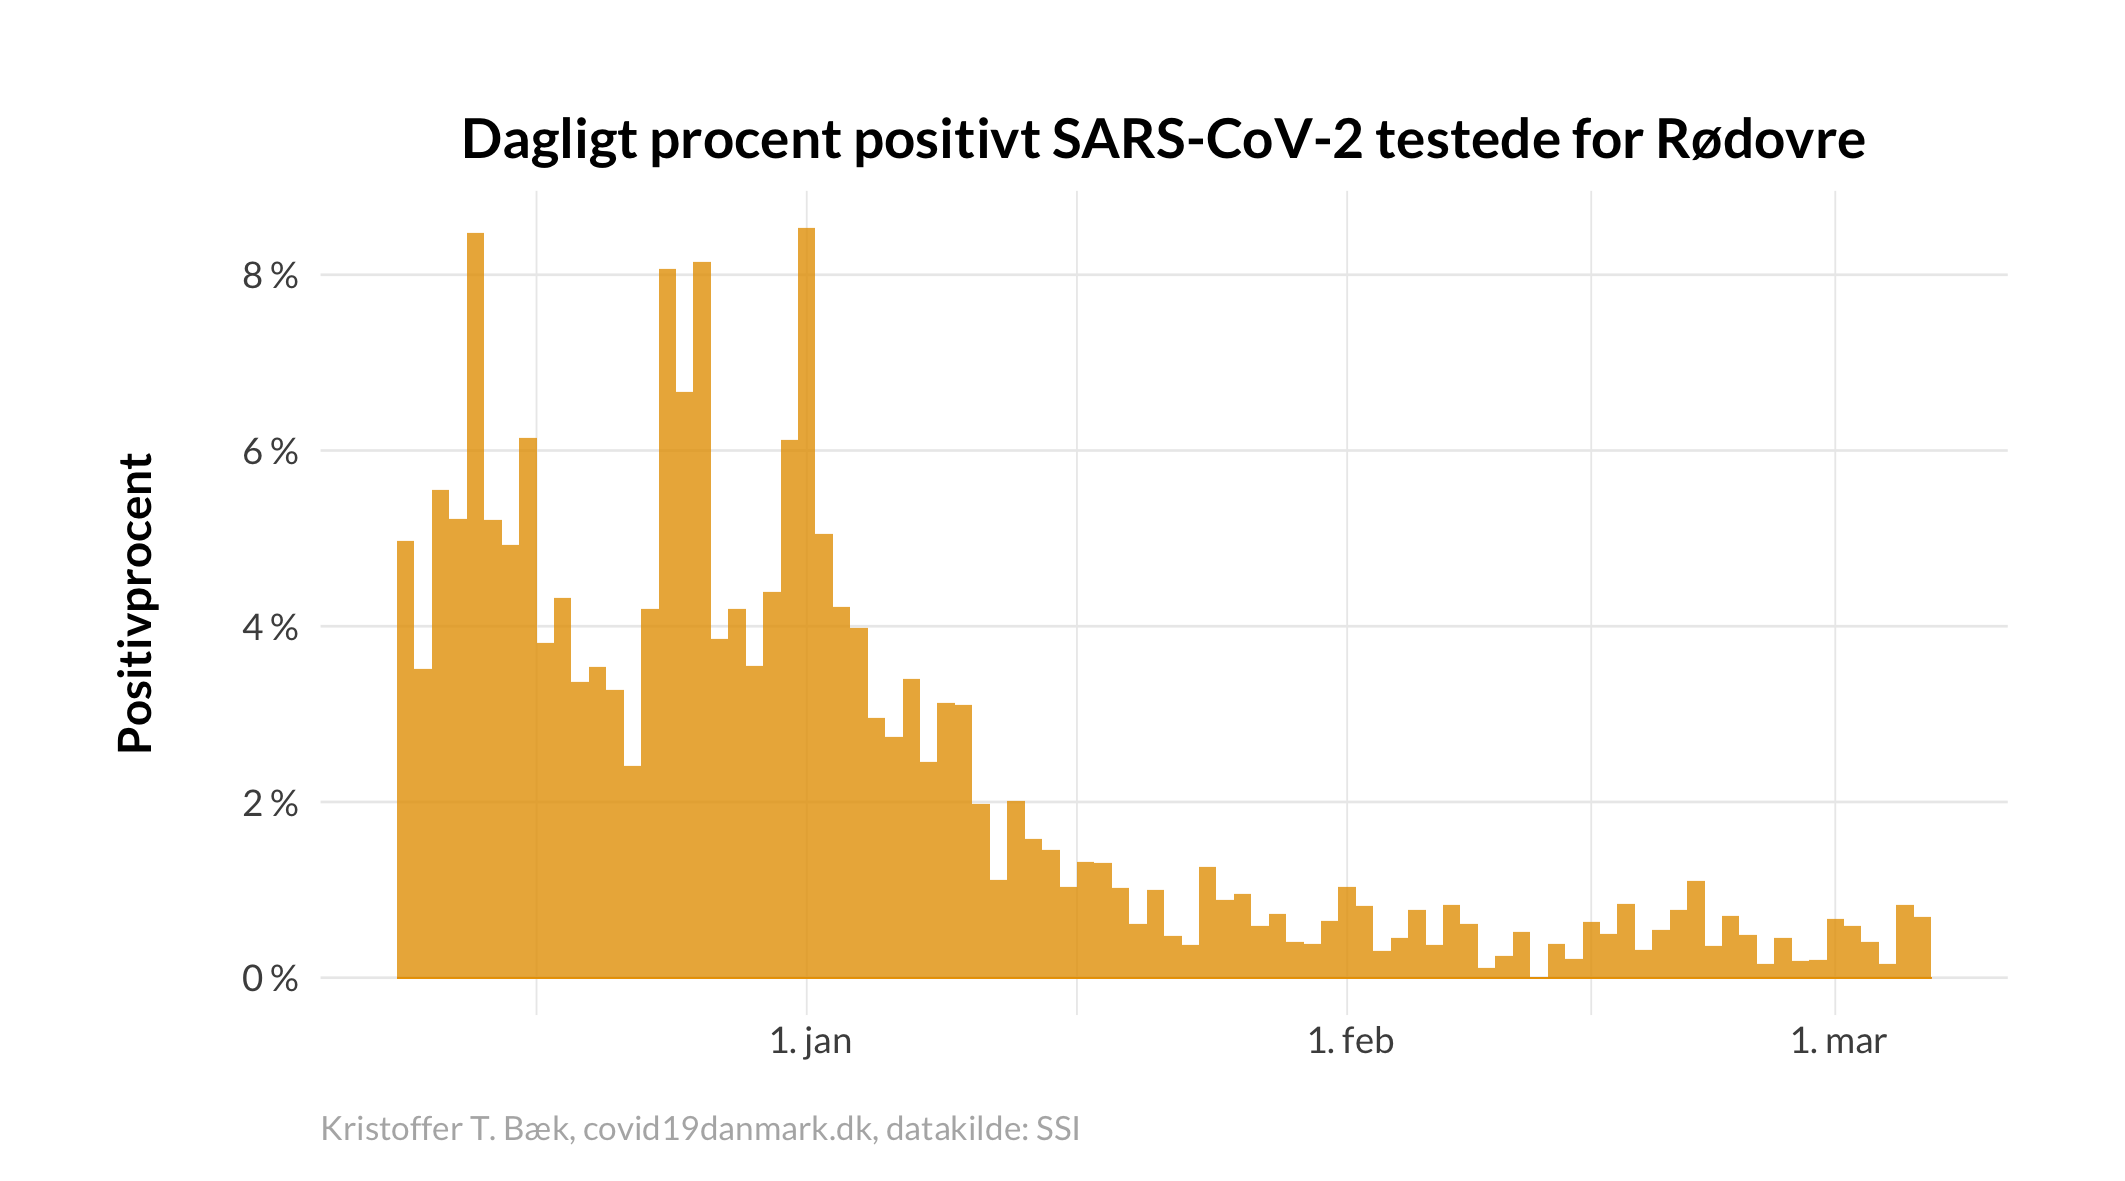 Dagligt procent positivt SARS-CoV-2 testede for Rødovre
Positivprocent
8 %
6 %
4 %
2 %
0 %
1. jan
1. feb
1. mar
Kristoffer T. Bæk, covid19danmark.dk, datakilde: SSI